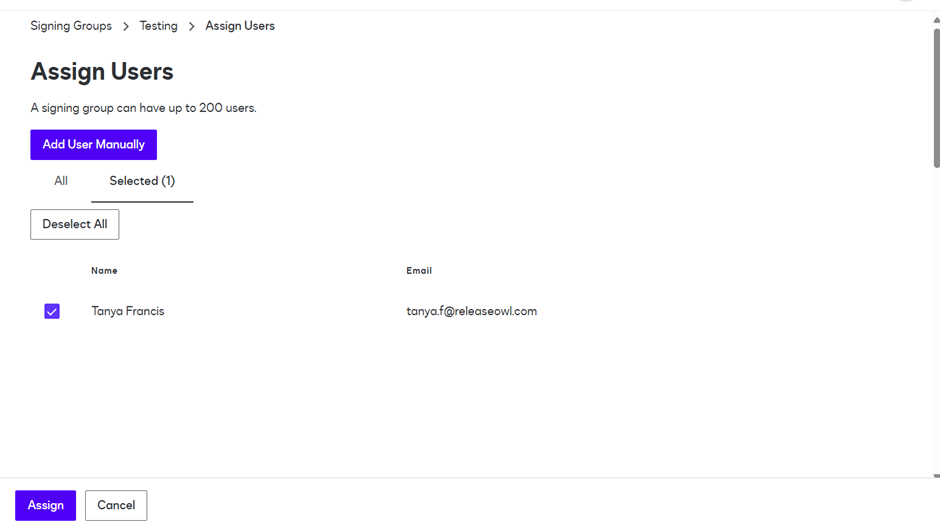 Signing Groups > Testing > Assign Users
Assign Users
A signing group can have up to 200 users.
Add User Manually
All Selected (1)
Deselect All
Name Email
Tanya Francis tanya.f@releaseowl.com
Assign Cancel